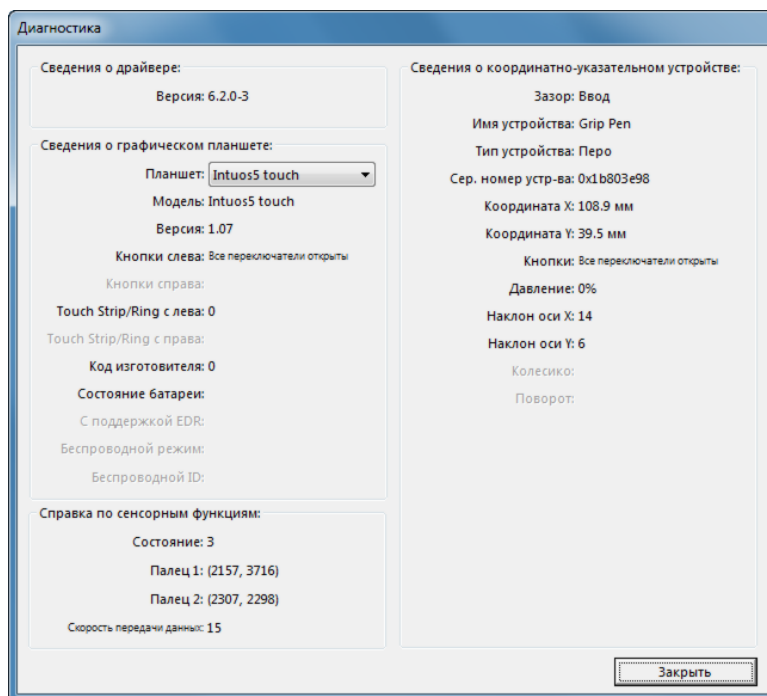 Диагностика
Сведения о драйвере:
Версия: 6.2.0-3
Сведения о графическом планшете:
Планшет: Intuos5 touch
Модель: Intuos5 touch
Версия: 1.07
Кнопки слева: Все переключатели открыты
Кнопки справа:
Touch Strip/Ring с лева: 0
Touch Strip/Ring с права:
Код изготовителя: 0
Состояние батареи:
С поддержкой EDR:
Беспроводной режим:
Беспроводной ID:
Справка по сенсорным функциям:
Состояние: 3
Палец 1: (2157, 3716)
Палец 2: (2307, 2298)
Скорость передачи данных: 15
Сведения о координатно-указательном устройстве:
Зазор: Ввод
Имя устройства: Grip Pen
Тип устройства: Перо
Сер. номер устр-ва: 0x1b803e98
Координата X: 108.9 мм
Координата Y: 39.5 мм
Кнопки: Все переключатели открыты
Давление: 0%
Наклон оси X: 14
Наклон оси Y: 6
Колесико:
Поворот:
Закрыть